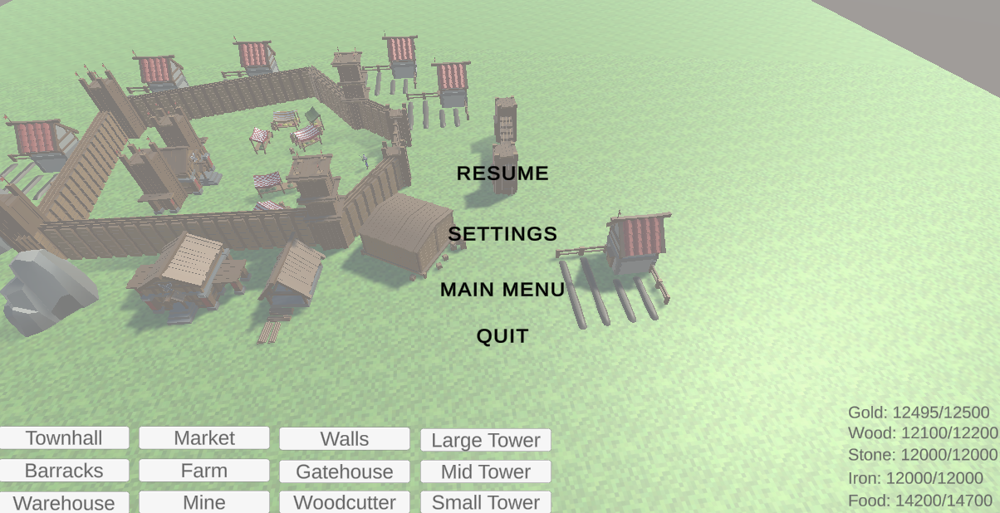 RESUME
SETTINGS
MAIN MENU
QUIT
Townhall Market Walls Large Tower
Barracks Farm Gatehouse Mid Tower
Warehouse Mine Woodcutter Small Tower
Gold: 12495/12500
Wood: 12100/12200
Stone: 12000/12000
Iron: 12000/12000
Food: 14200/14700